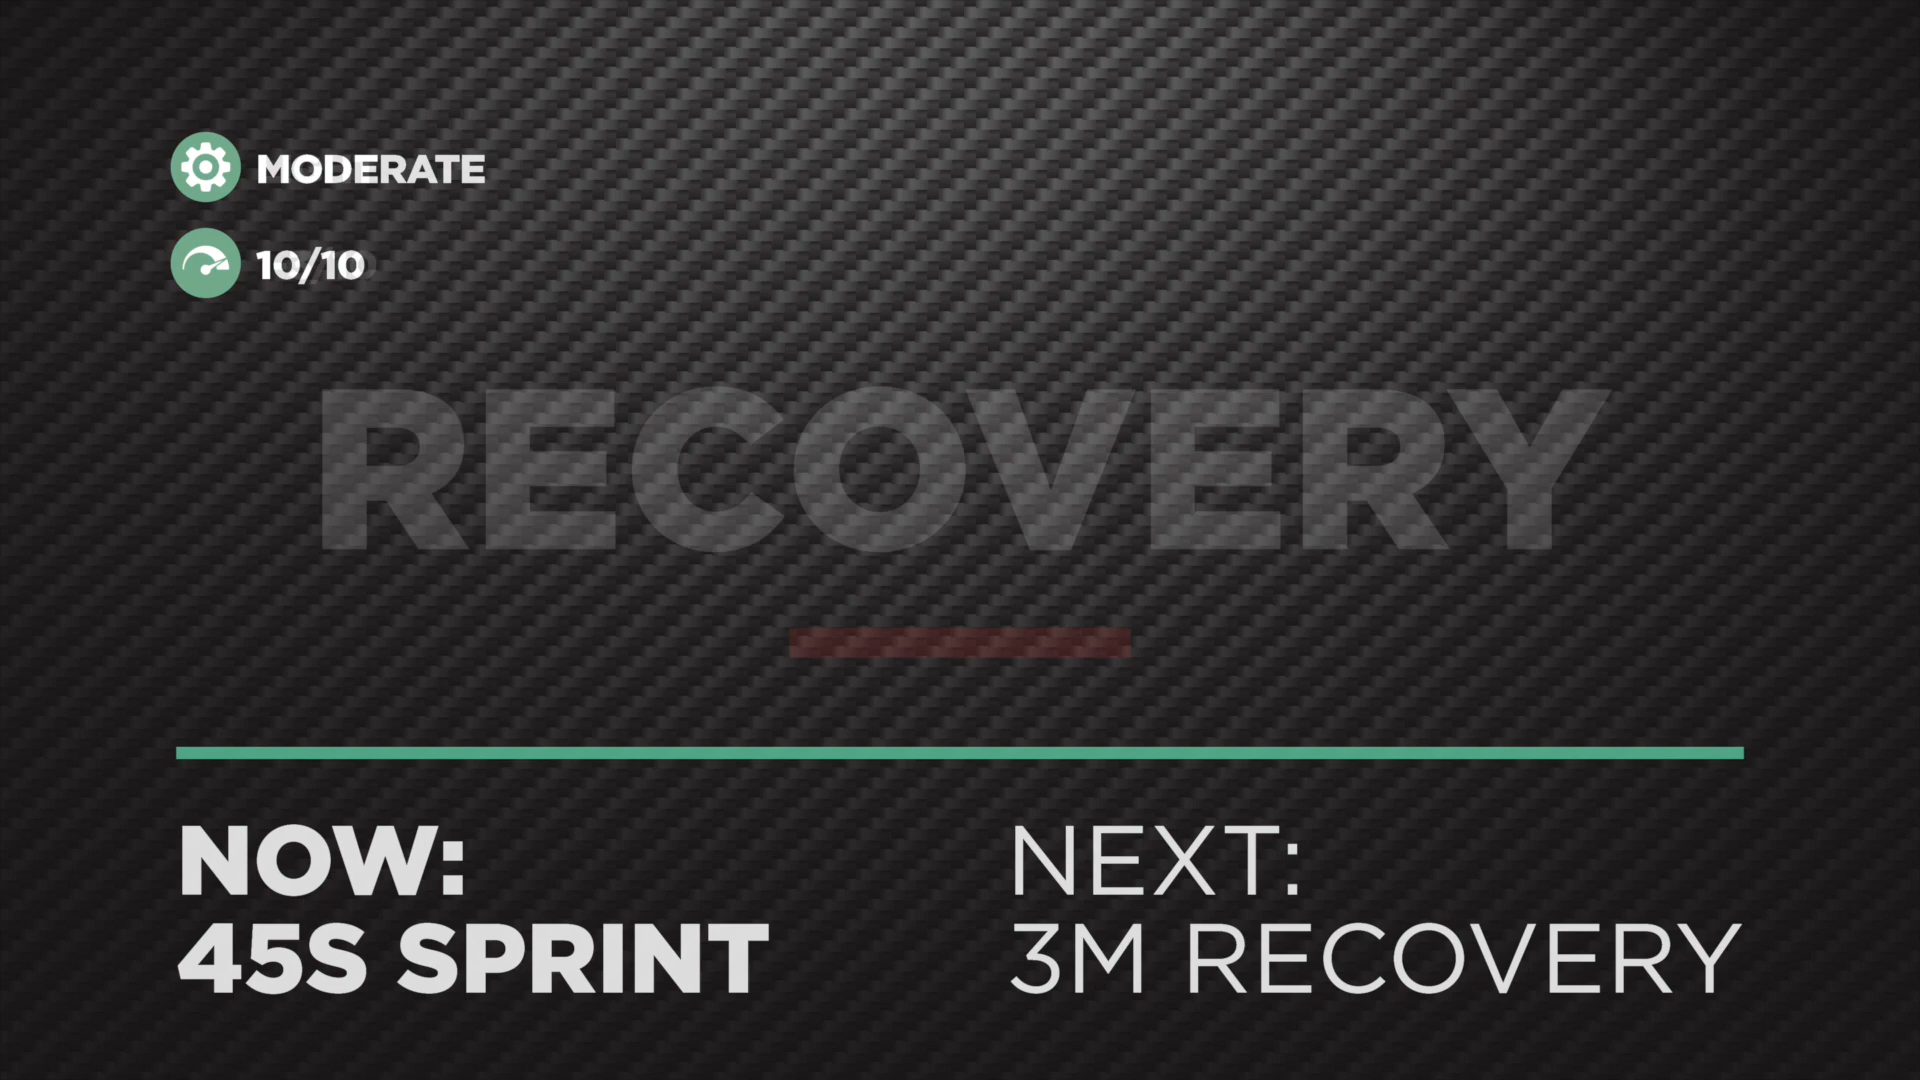 MODERATE
10/10
RECOVERY
NOW:
45S SPRINT
NEXT:
3M RECOVERY